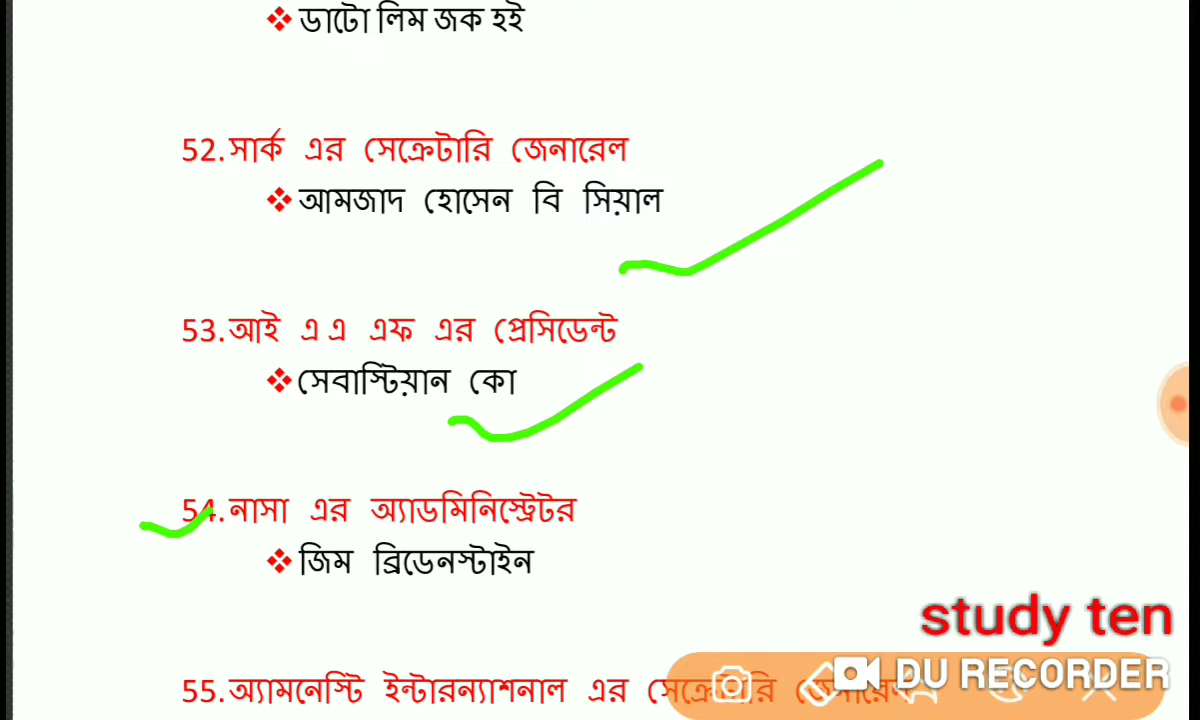 ❖ ডাটো লিম জক হই
52. সার্ক এর সেক্রেটারি জেনারেল
❖ আমজাদ হোসেন বি সিয়াল
53. আই এ এ এফ এর প্রেসিডেন্ট
❖ সেবাস্টিয়ান কো
54. নাসা এর অ্যাডমিনিস্ট্রেটর
❖ জিম ব্রিডেনস্টাইন
study ten
DU RECORDER
55. অ্যামনেস্টি ইন্টারন্যাশনাল এর সেক্রেটারি জেনারেল